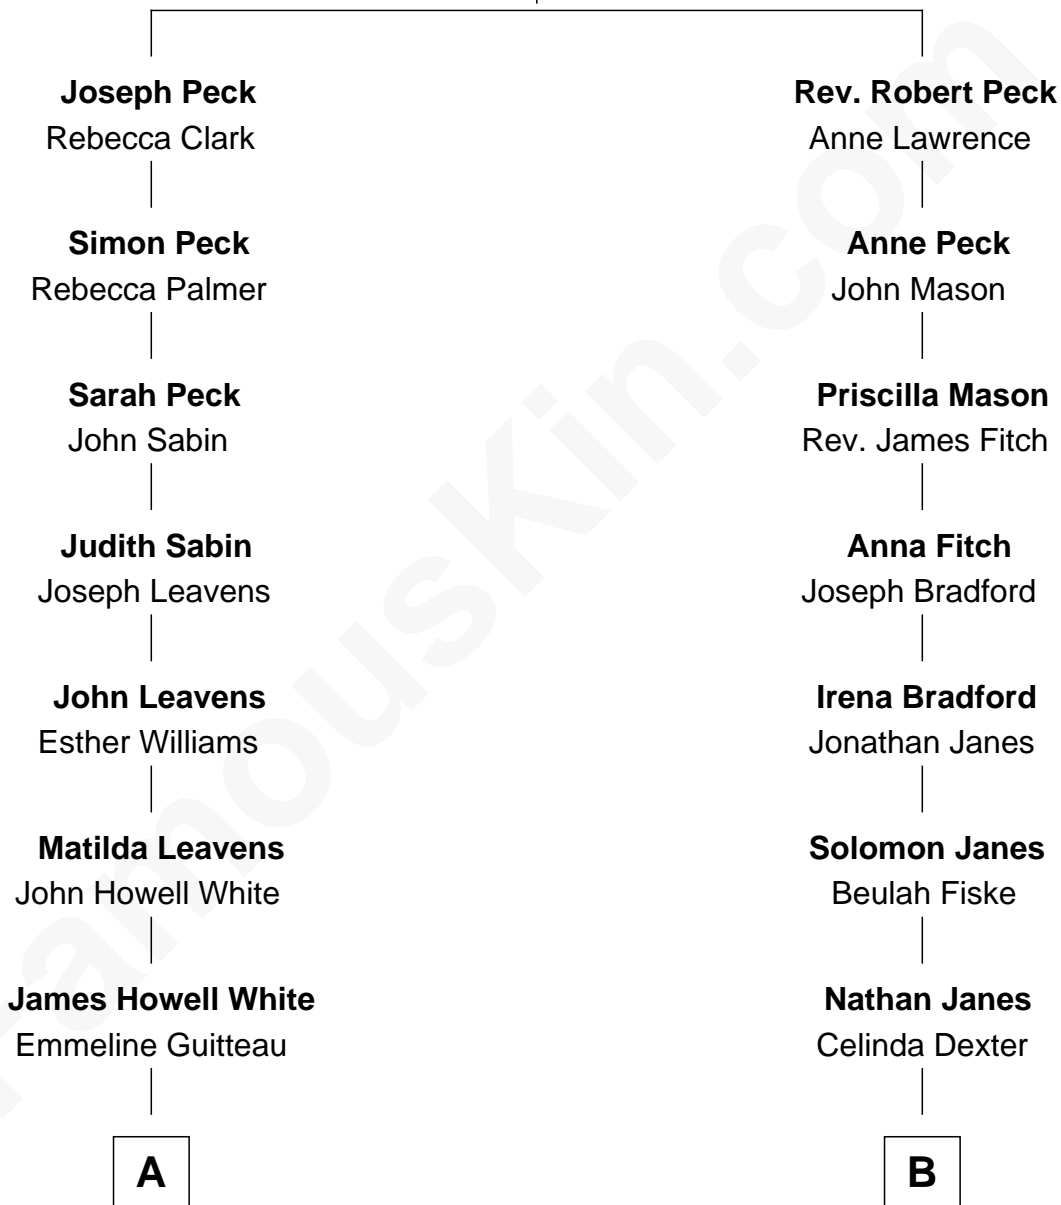 Joseph Peck
Rebecca Clark
Simon Peck
Rebecca Palmer
Sarah Peck
John Sabin
Judith Sabin
Joseph Leavens
John Leavens
Esther Williams
Matilda Leavens
John Howell White
James Howell White
Emmeline Guitteau
A
Rev. Robert Peck
Anne Lawrence
Anne Peck
John Mason
Priscilla Mason
Rev. James Fitch
Anna Fitch
Joseph Bradford
Irena Bradford
Jonathan Janes
Solomon Janes
Beulah Fiske
Nathan Janes
Celinda Dexter
B
FamousKin.com